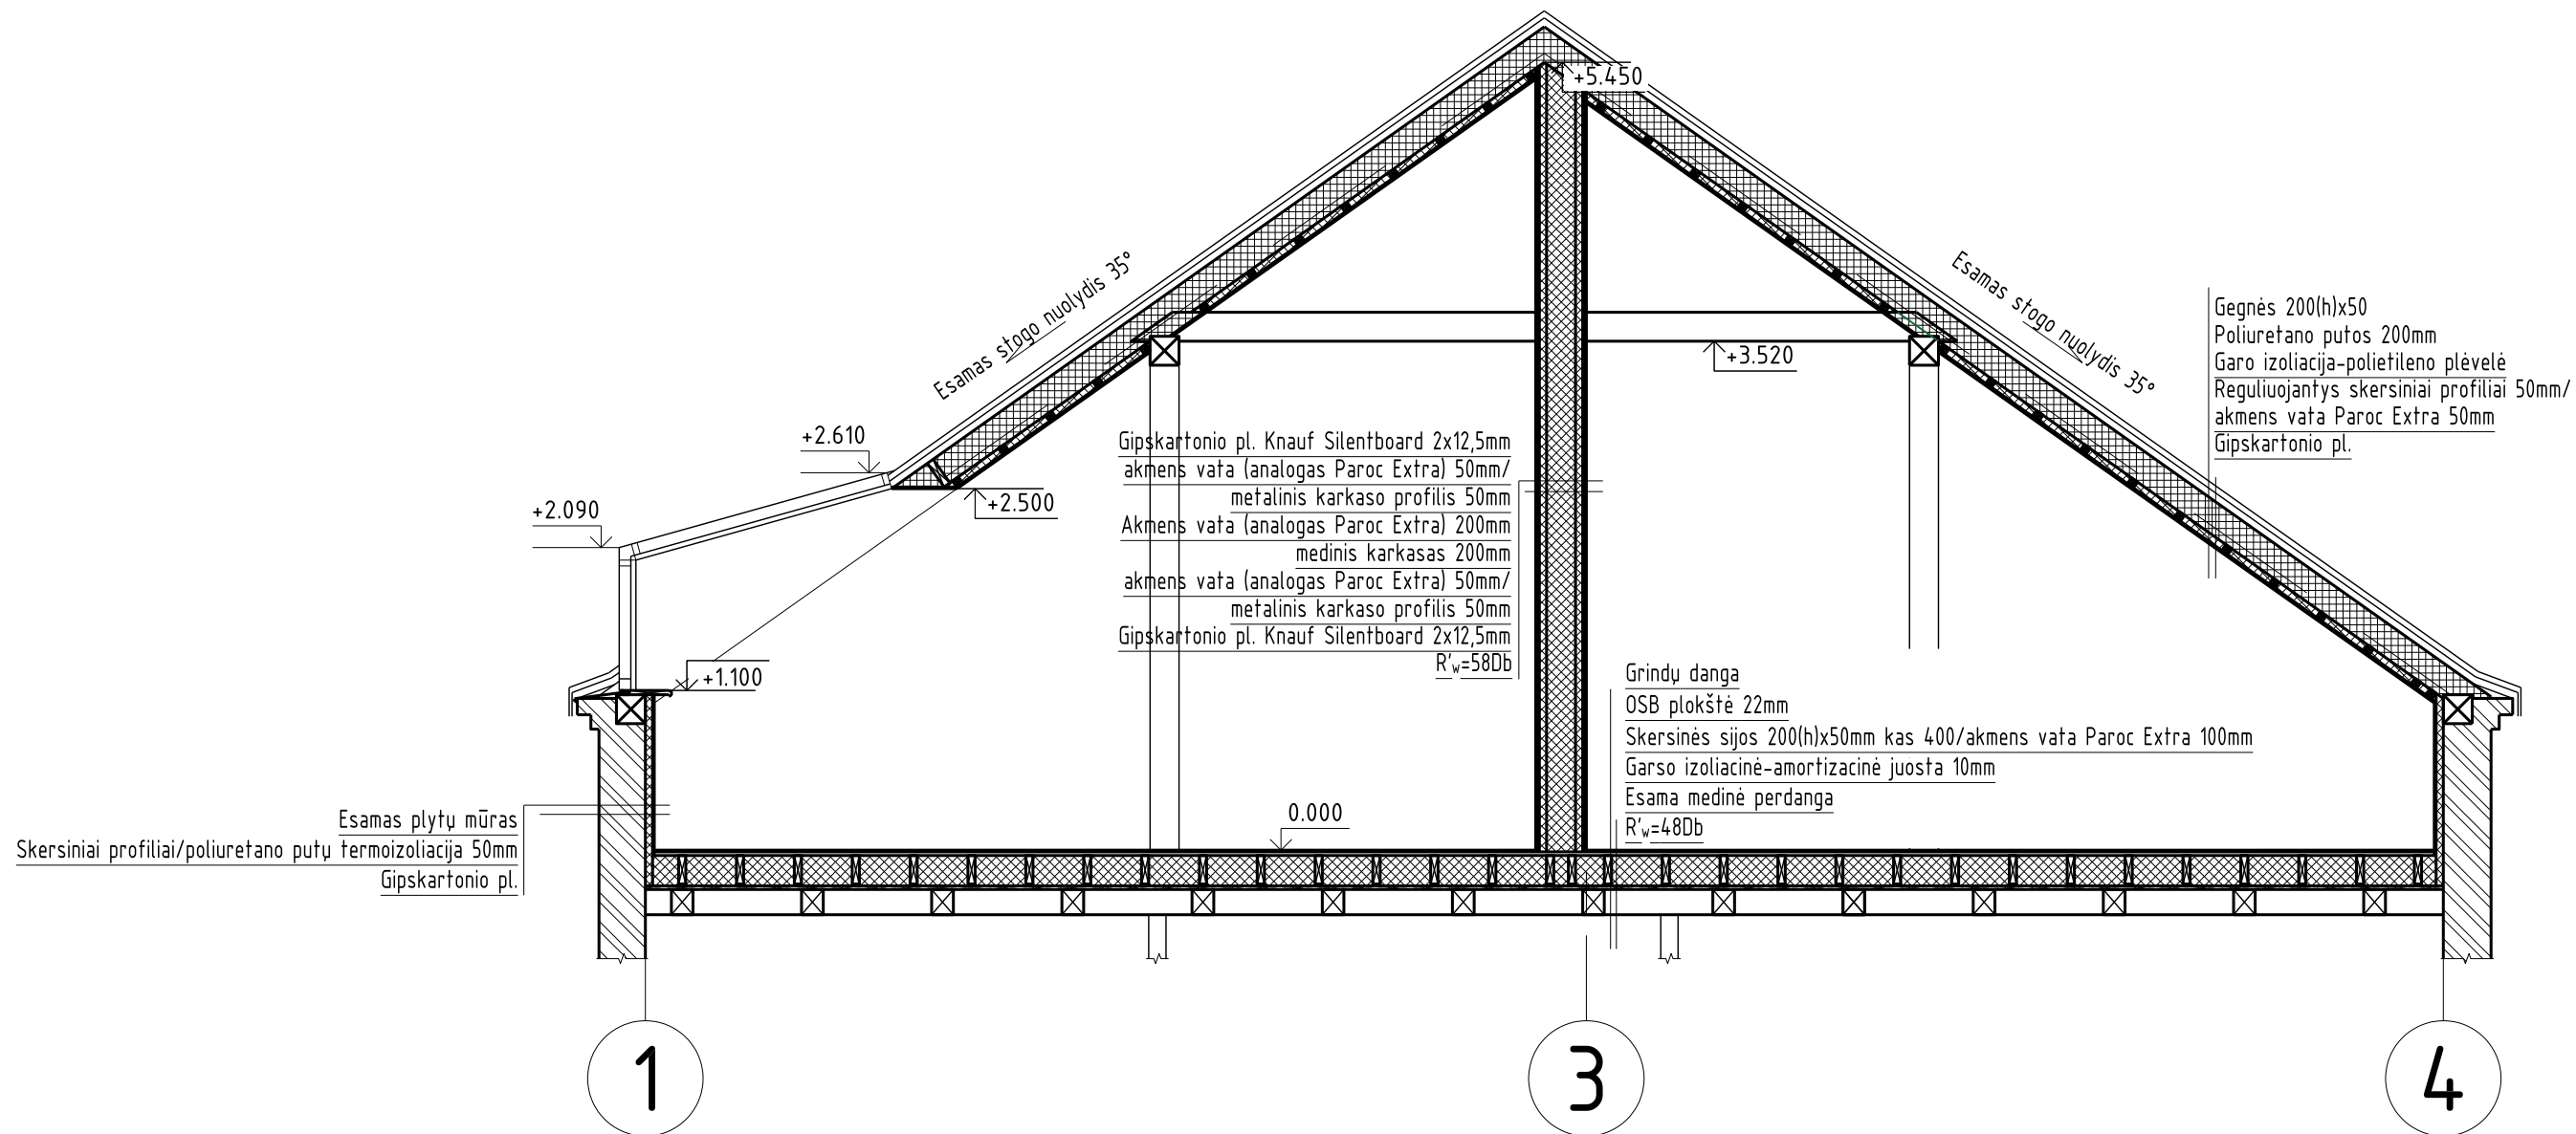 +5.450
Esamas stogo nuolydis 35°
Esamas stogo nuolydis 35°
+3.520
Gegnės 200(h)x50
Poliuretano putos 200mm
Garo izoliacija-polietileno plėvelė
Reguliuojantys skersiniai profiliai 50mm/
akmens vata Paroc Extra 50mm
Gipskartonio pl.
+2.610
+2.500
+2.090
+1.100
Gipskartonio pl. Knauf Silentboard 2x12,5mm
akmens vata (analogas Paroc Extra) 50mm/
metalinis karkaso profilis 50mm
Akmens vata (analogas Paroc Extra) 200mm
medinis karkasas 200mm
akmens vata (analogas Paroc Extra) 50mm/
metalinis karkaso profilis 50mm
Gipskartonio pl. Knauf Silentboard 2x12,5mm
R'w=58Db
Grindų danga
OSB plokštė 22mm
Skersinės sijos 200(h)x50mm kas 400/akmens vata Paroc Extra 100mm
Garso izoliacinė-amortizacinė juosta 10mm
Esama medinė perdanga
R'w=48Db
0.000
Esamas plytų mūras
Skersiniai profiliai/poliuretano putų termoizoliacija 50mm
Gipskartonio pl.
1
3
4